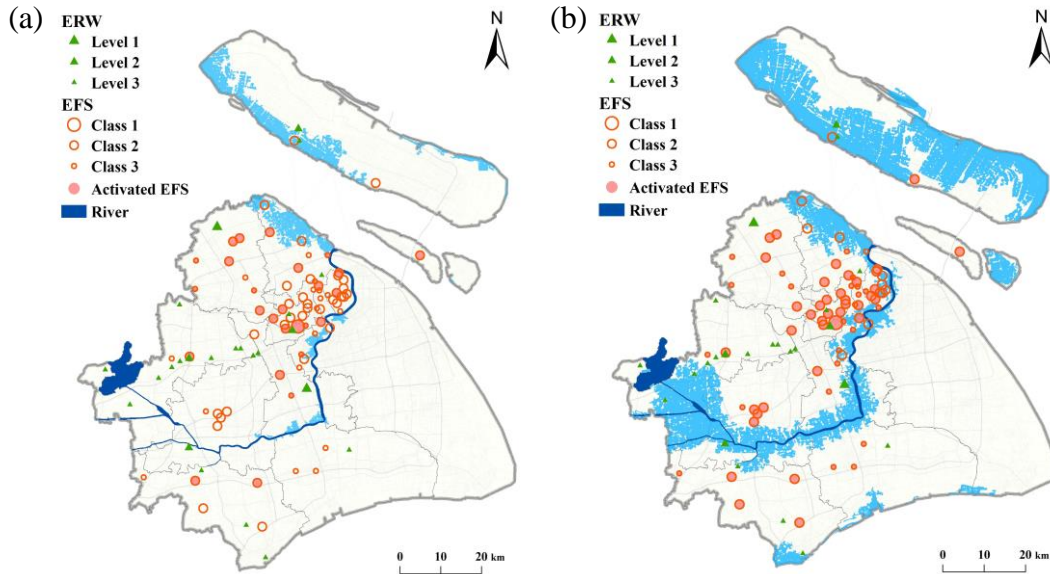 (a)
N
ERW
Level 1
Level 2
Level 3
EFS
Class 1
Class 2
Class 3
Activated EFS
River
0 10 20 km
(b)
N
ERW
Level 1
Level 2
Level 3
EFS
Class 1
Class 2
Class 3
Activated EFS
River
0 10 20 km